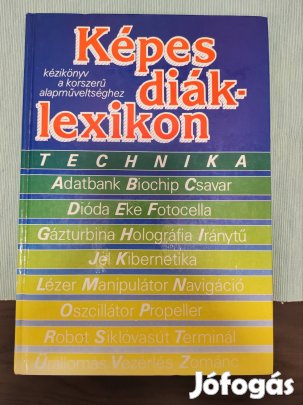 Képes
kézikönyv
a korszerű
alapműveltséghez
diák-
lexikon
TECHNIKA
Adatbank Biochip Csavar
Dióda Eke Fotocella
Gázturbina Holográfia Iránytű
Jel Kibernetika
Lézer Manipulátor Navigáció
Oszcillátor Propeller
Robot Siklóvasút Terminál
Űrállomás Vezérlés Zománc
Jófogás